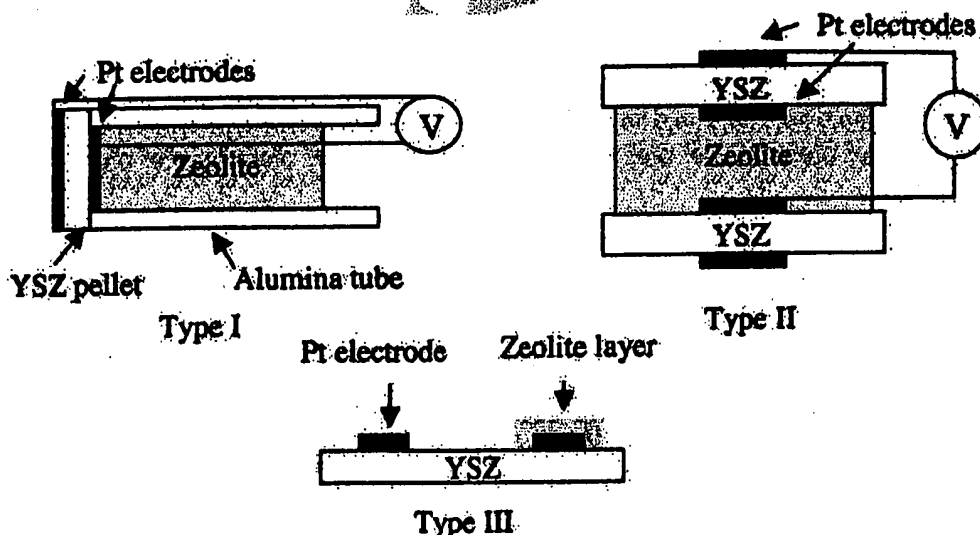 Pt electrodes
Pt electrodes
YSZ
V
V
Zeolite
Zeolite
YSZ
YSZ pellet
Alumina tube
Type I
Type II
Pt electrode
Zeolite layer
YSZ
Type III